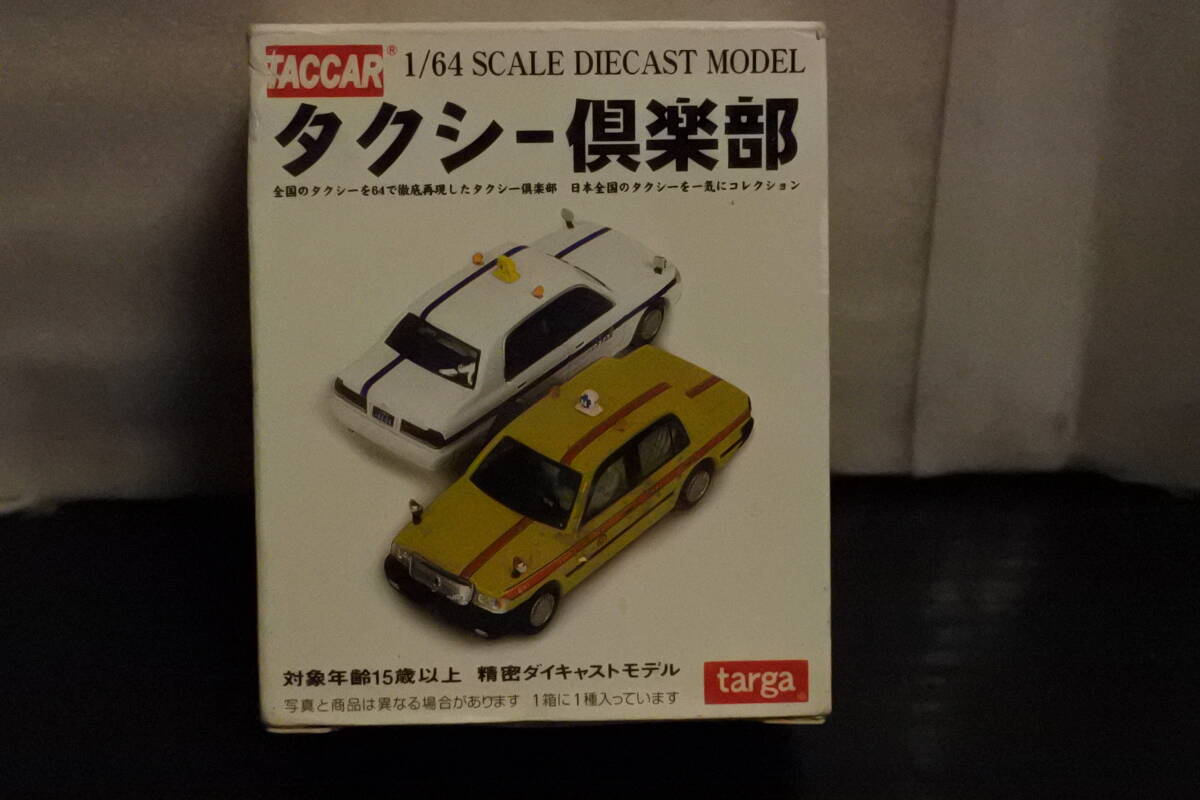 TACCAR®
1/64 SCALE DIECAST MODEL
タクシー倶楽部
全国のタクシーを64で徹底再現したタクシー倶楽部 日本全国のタクシーを一気にコレクション
対象年齢15歳以上 精密ダイキャストモデル
写真と商品は異なる場合があります 1箱に1種入っています
targa